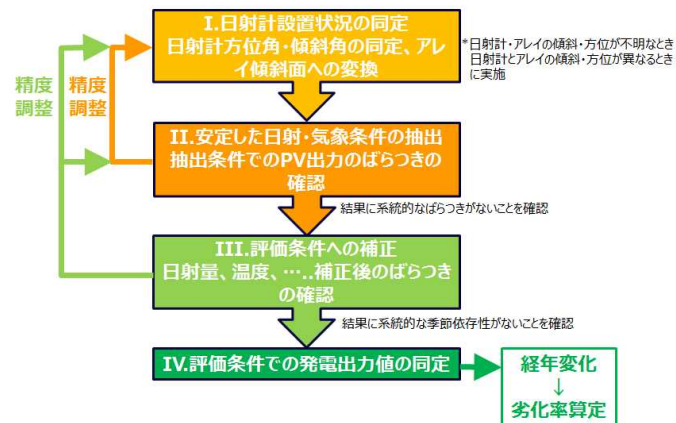 I.日射計設置状況の同定
日射計方位角・傾斜角の同定、アレ
イ傾斜面への変換
*日射計・アレイの傾斜・方位が不明なとき
日射計とアレイの傾斜・方位が異なるとき
に実施
精度
調整
精度
調整
II.安定した日射・気象条件の抽出
抽出条件でのPV出力のばらつきの
確認
結果に系統的なばらつきがないことを確認
III.評価条件への補正
日射量、温度、…..補正後のばらつき
の確認
結果に系統的な季節依存性がないことを確認
IV.評価条件での発電出力値の同定
経年変化
↓
劣化率算定